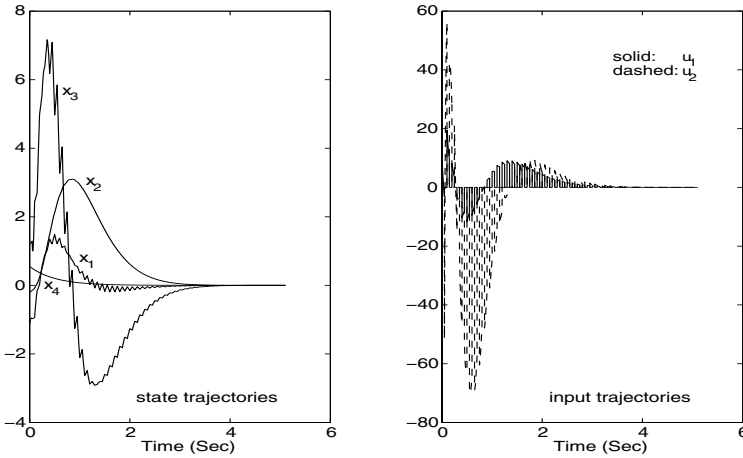 8
6
4
2
0
−2
−4
0
2
4
6
Time (Sec)
x3
x2
x1
x4
state trajectories
60
40
20
0
−20
−40
−60
−80
0
2
4
6
Time (Sec)
solid: u1
dashed: u2
input trajectories